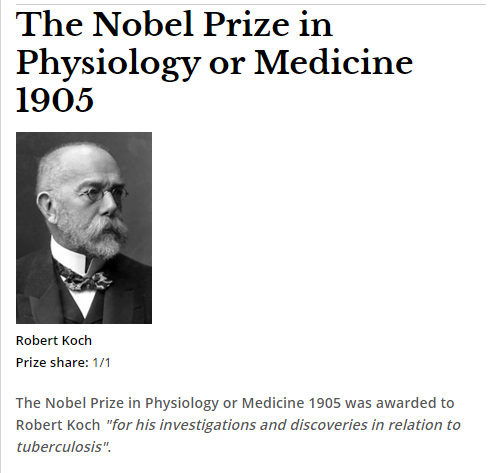 The Nobel Prize in
Physiology or Medicine
1905
Robert Koch
Prize share: 1/1
The Nobel Prize in Physiology or Medicine 1905 was awarded to
Robert Koch "for his investigations and discoveries in relation to
tuberculosis".